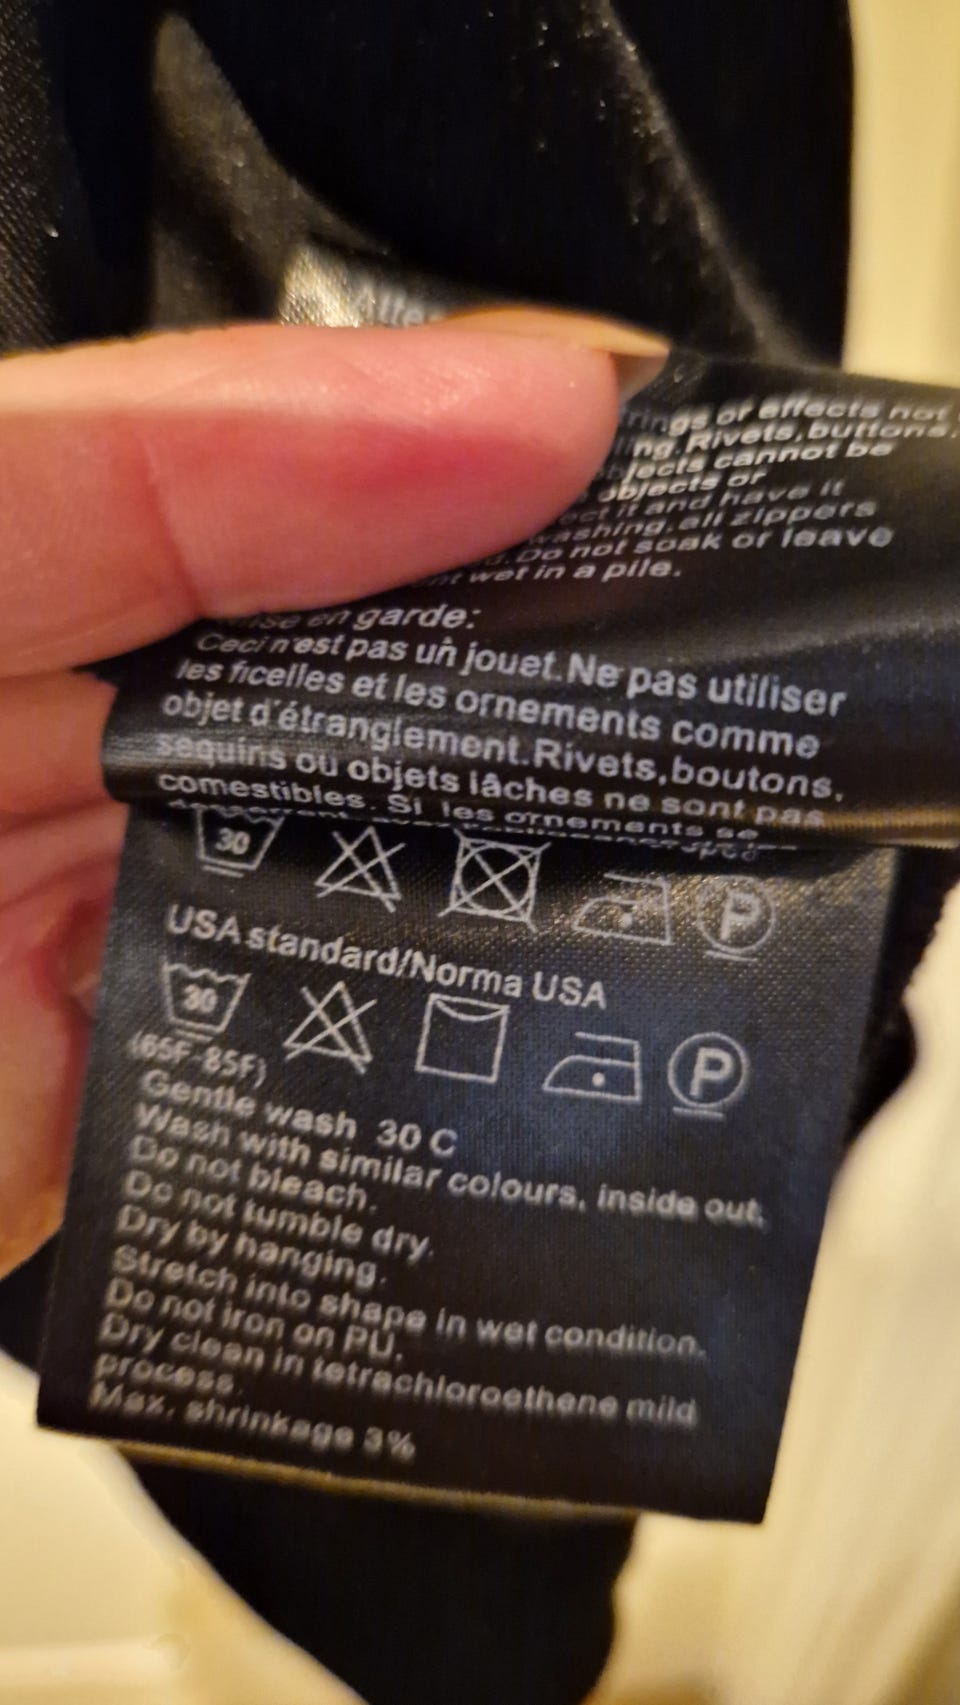 Atte
rings or effects not
ing.Rivets,buttons,
objects cannot be
objects or
ect it and have it
washing.all zippers
Do not soak or leave
nt wet in a pile.
ise en garde:
Ceci n'est pas un jouet.Ne pas utiliser
les ficelles et les ornements comme
objet d'étranglement.Rivets,boutons,
sequins ou objets lâches ne sont pas
comestibles. Si les ornements se
30 P
USA standard/Norma USA
30 P
(65F-85F)
Gentle wash 30 C
Wash with similar colours, inside out,
Do not bleach.
Do not tumble dry.
Dry by hanging.
Stretch into shape in wet condition.
Do not iron on PU.
Dry clean in tetrachloroethene mild
process.
Max. shrinkage 3%